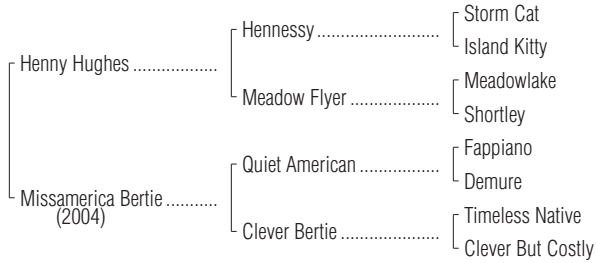 Storm Cat
Hennessy ..........................
Island Kitty
Henny Hughes ..................
Meadowlake
Meadow Flyer ...................
Shortley
Fappiano
Quiet American .................
Demure
Missamerica Bertie ...........
(2004)
Timeless Native
Clever Bertie .....................
Clever But Costly